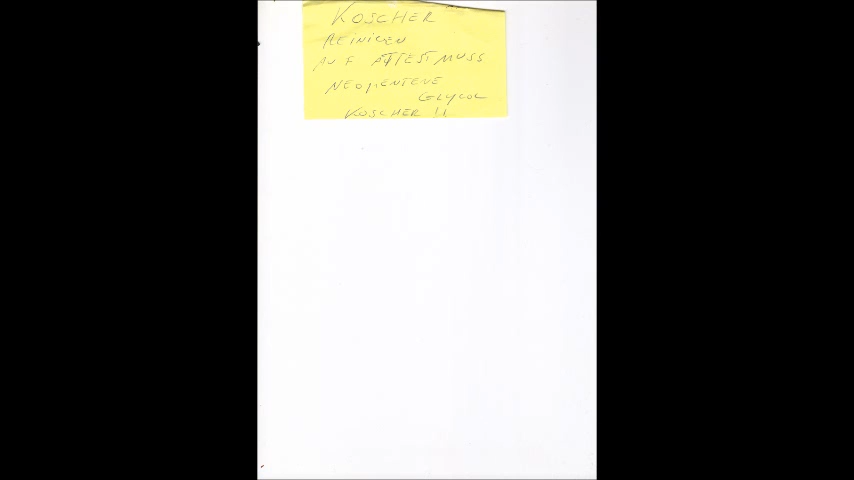 KOSCHER
REINIGEN
AUF ATTEST MUSS
NEOPENTENE
GLYCOL
KOSCHER !!